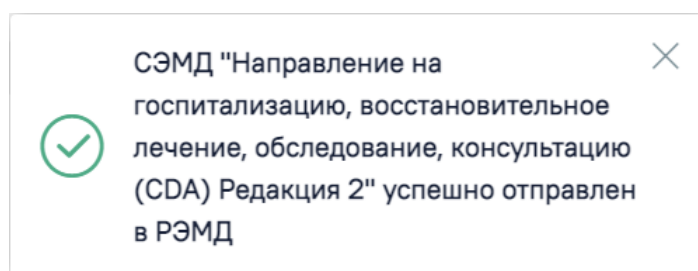 СЭМД "Направление на
госпитализацию, восстановительное
лечение, обследование, консультацию
(CDA) Редакция 2" успешно отправлен
в РЭМД